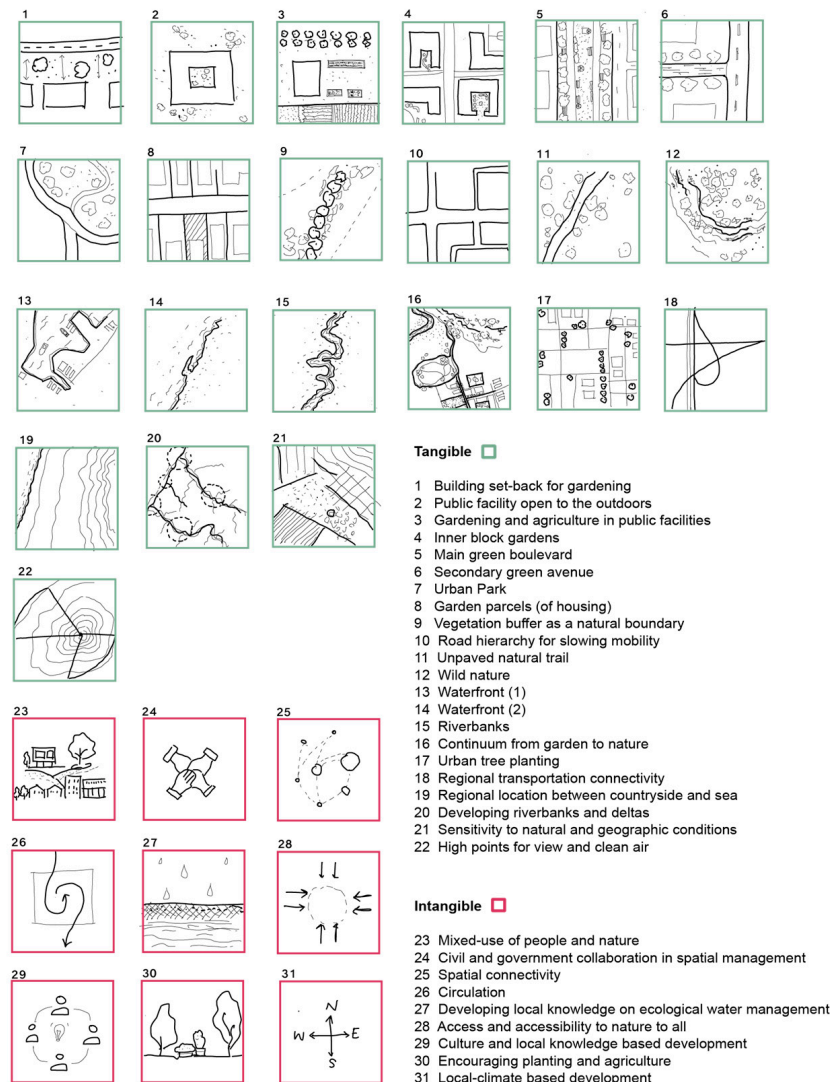 1 2 3 4 5 6
7 8 9 10 11 12
13 14 15 16 17 18
19 20 21
Tangible
1 Building set-back for gardening
2 Public facility open to the outdoors
3 Gardening and agriculture in public facilities
4 Inner block gardens
5 Main green boulevard
6 Secondary green avenue
7 Urban Park
8 Garden parcels (of housing)
9 Vegetation buffer as a natural boundary
10 Road hierarchy for slowing mobility
11 Unpaved natural trail
12 Wild nature
13 Waterfront (1)
14 Waterfront (2)
15 Riverbanks
16 Continuum from garden to nature
17 Urban tree planting
18 Regional transportation connectivity
19 Regional location between countryside and sea
20 Developing riverbanks and deltas
21 Sensitivity to natural and geographic conditions
22 High points for view and clean air
22
23 24 25
26 27 28
29 30 31
N
W E
S
Intangible
23 Mixed-use of people and nature
24 Civil and government collaboration in spatial management
25 Spatial connectivity
26 Circulation
27 Developing local knowledge on ecological water management
28 Access and accessibility to nature to all
29 Culture and local knowledge based development
30 Encouraging planting and agriculture
31 Local-climate based development